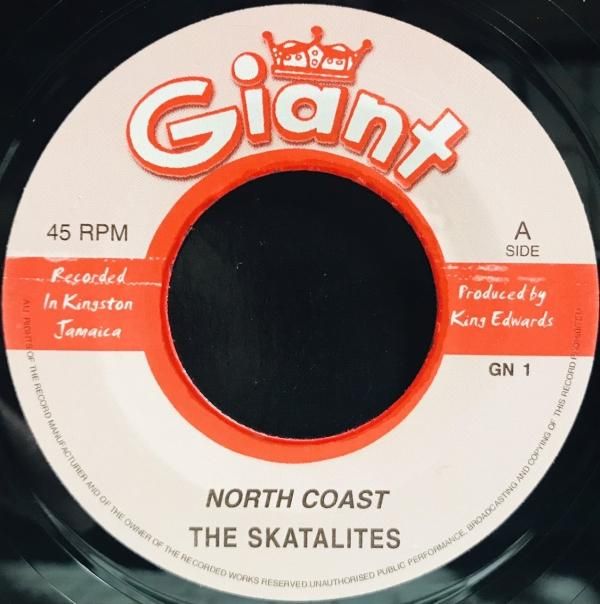 Giant
45 RPM
A
SIDE
Recorded
In Kingston
Jamaica
Produced by
King Edwards
GN 1
NORTH COAST
THE SKATALITES
ALL RIGHTS OF THE RECORD MANUFACTURER AND OF THE OWNER OF THE RECORDED WORKS RESERVED.UNAUTHORISED PUBLIC PERFORMANCE, BROADCASTING AND COPYING OF THIS RECORD PROHIBITED